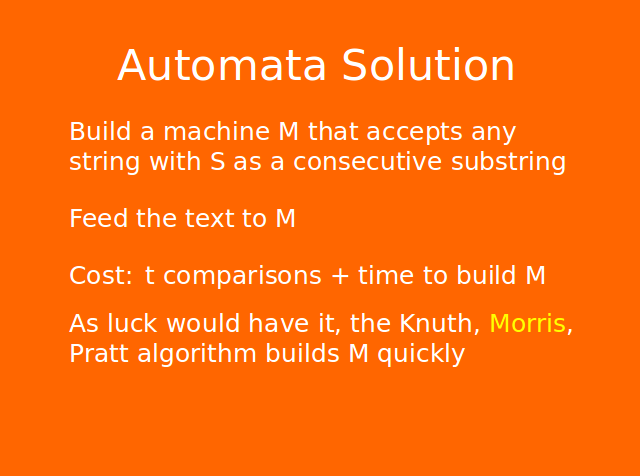 Automata Solution
Build a machine M that accepts any
string with S as a consecutive substring
Feed the text to M
Cost: t comparisons + time to build M
As luck would have it, the Knuth, Morris,
Pratt algorithm builds M quickly